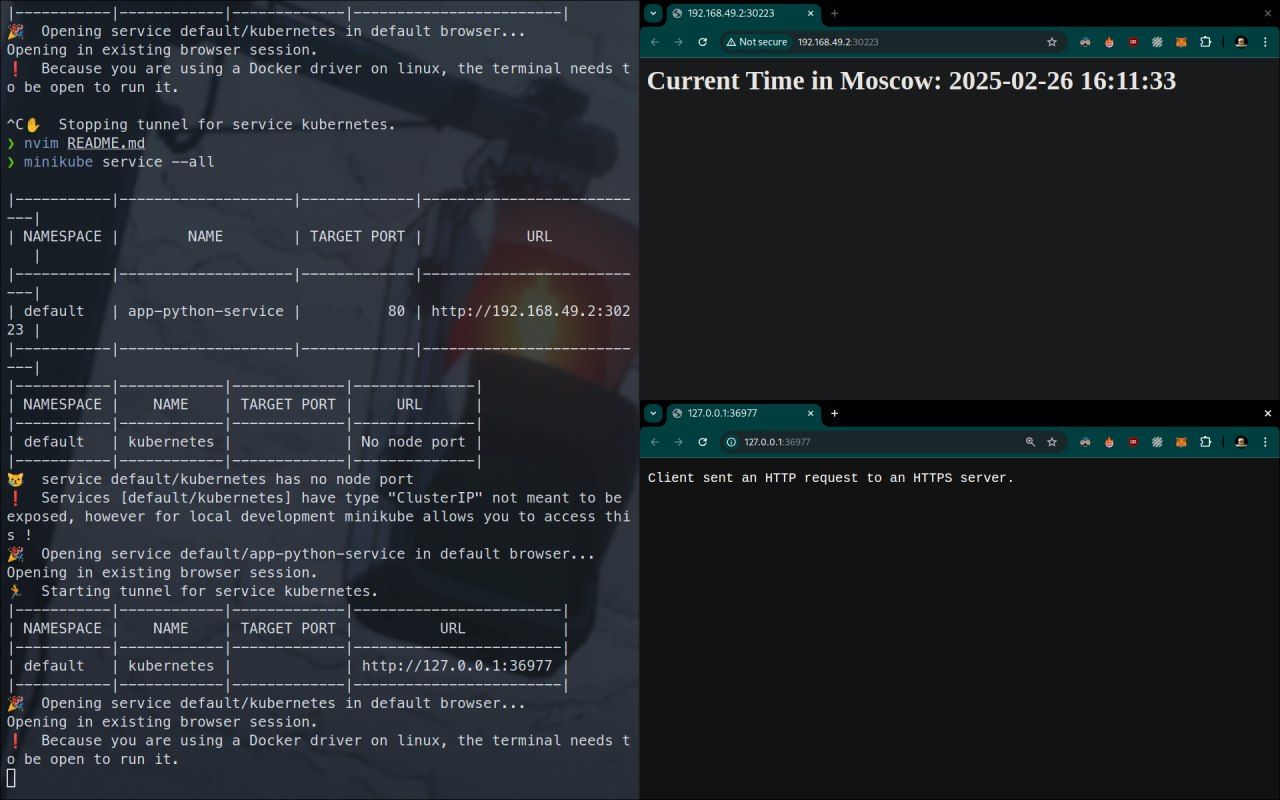 |-----------|------------|-------------|------------------------|
🎉  Opening service default/kubernetes in default browser...
Opening in existing browser session.
❗  Because you are using a Docker driver on linux, the terminal needs t
o be open to run it.
^C✋  Stopping tunnel for service kubernetes.
❯ nvim README.md
❯ minikube service --all
|-----------|--------------------|-------------|------------------------
---|
| NAMESPACE |        NAME        | TARGET PORT |            URL
   |
|-----------|--------------------|-------------|------------------------
---|
| default   | app-python-service |          80 | http://192.168.49.2:302
23 |
|-----------|--------------------|-------------|------------------------
---|
|-----------|------------|-------------|--------------|
| NAMESPACE |    NAME    | TARGET PORT |     URL      |
|-----------|------------|-------------|--------------|
| default   | kubernetes |             | No node port |
|-----------|------------|-------------|--------------|
😿  service default/kubernetes has no node port
❗  Services [default/kubernetes] have type "ClusterIP" not meant to be
exposed, however for local development minikube allows you to access thi
s !
🎉  Opening service default/app-python-service in default browser...
Opening in existing browser session.
🏃  Starting tunnel for service kubernetes.
|-----------|------------|-------------|------------------------|
| NAMESPACE |    NAME    | TARGET PORT |          URL           |
|-----------|------------|-------------|------------------------|
| default   | kubernetes |             | http://127.0.0.1:36977 |
|-----------|------------|-------------|------------------------|
🎉  Opening service default/kubernetes in default browser...
Opening in existing browser session.
❗  Because you are using a Docker driver on linux, the terminal needs t
o be open to run it.
192.168.49.2:30223
Not secure 192.168.49.2:30223
Current Time in Moscow: 2025-02-26 16:11:33
127.0.0.1:36977
127.0.0.1:36977
Client sent an HTTP request to an HTTPS server.